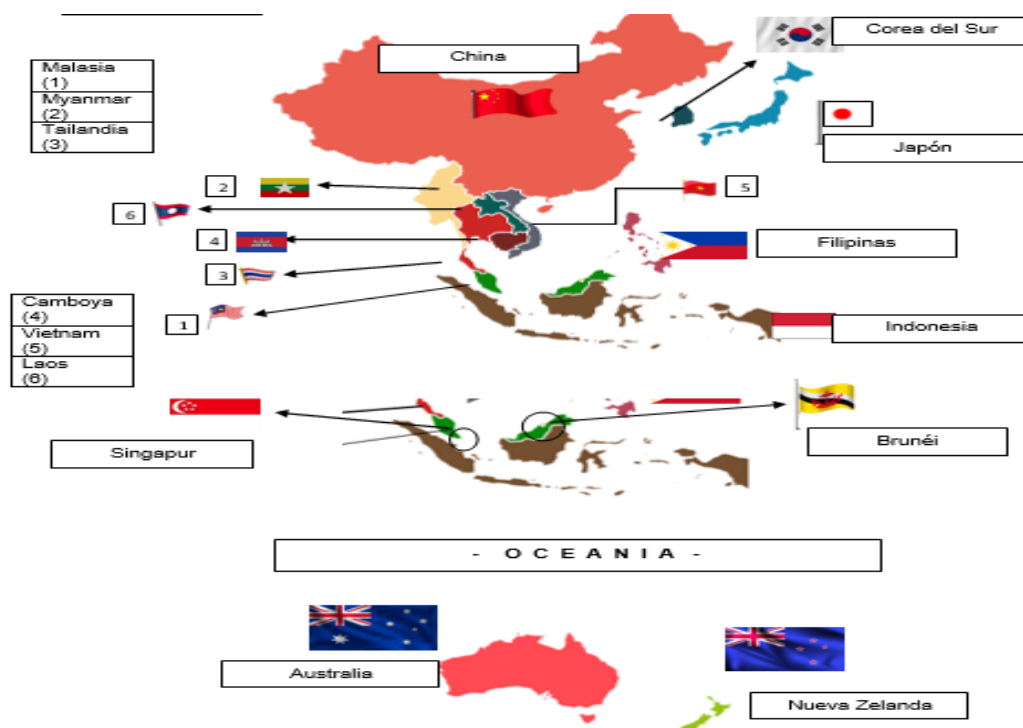 Corea del Sur
China
Malasia
(1)
Myanmar
(2)
Tailandia
(3)
Japón
2
5
6
4
Filipinas
3
Camboya
(4)
Vietnam
(5)
Laos
(6)
1
Indonesia
Singapur
Brunéi
- O C E A N I A -
Australia
Nueva Zelanda